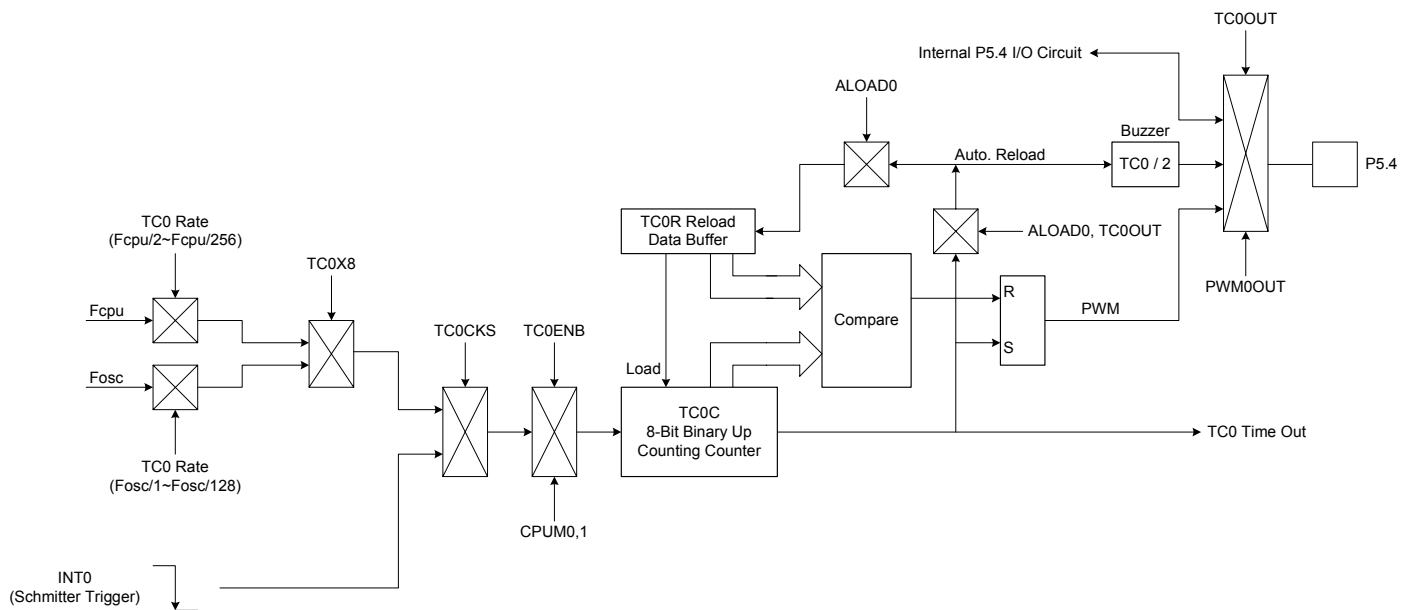 TC0OUT
Internal P5.4 I/O Circuit
ALOAD0
Buzzer
Auto. Reload
TC0 / 2
P5.4
TC0 Rate
(Fcpu/2~Fcpu/256)
TC0R Reload
Data Buffer
ALOAD0, TC0OUT
TC0X8
PWM0OUT
R
Fcpu
PWM
Compare
TC0CKS
TC0ENB
S
Load
Fosc
TC0C
8-Bit Binary Up
Counting Counter
TC0 Time Out
TC0 Rate
(Fosc/1~Fosc/128)
CPUM0,1
INT0
(Schmitter Trigger)